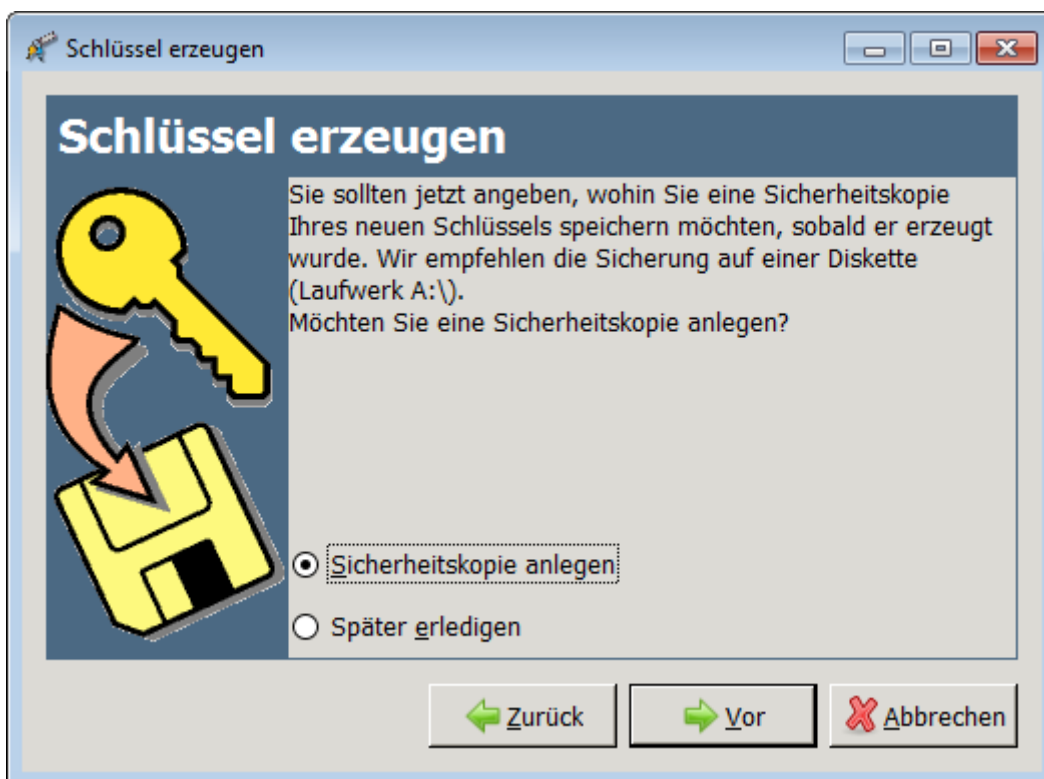 Schlüssel erzeugen
Schlüssel erzeugen
Sie sollten jetzt angeben, wohin Sie eine Sicherheitskopie
Ihres neuen Schlüssels speichern möchten, sobald er erzeugt
wurde. Wir empfehlen die Sicherung auf einer Diskette
(Laufwerk A:\).
Möchten Sie eine Sicherheitskopie anlegen?
Sicherheitskopie anlegen
Später erledigen
Zurück
Vor
Abbrechen